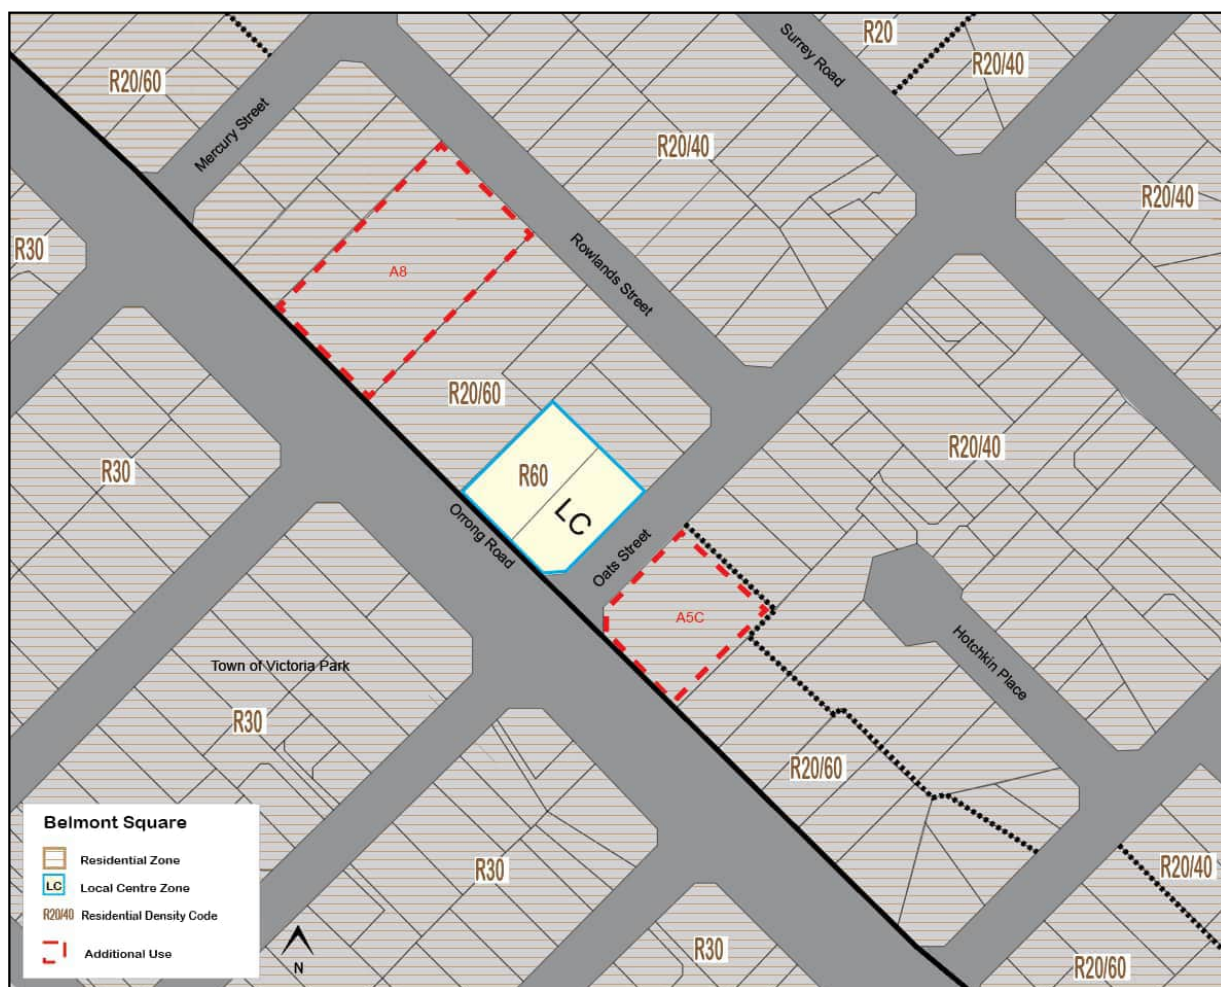 R20
Surrey Road
R20/40
R20/60
Mercury Street
R20/40
R20/40
R30
Rowlands Street
A8
R20/60
R20/40
R30
R60
LC
Orrong Road
Oats Street
A5C
Hotchkin Place
Town of Victoria Park
R30
R20/60
R30
R20/40
R30
R20/60
Belmont Square
Residential Zone
LC Local Centre Zone
R20/40 Residential Density Code
Additional Use
N